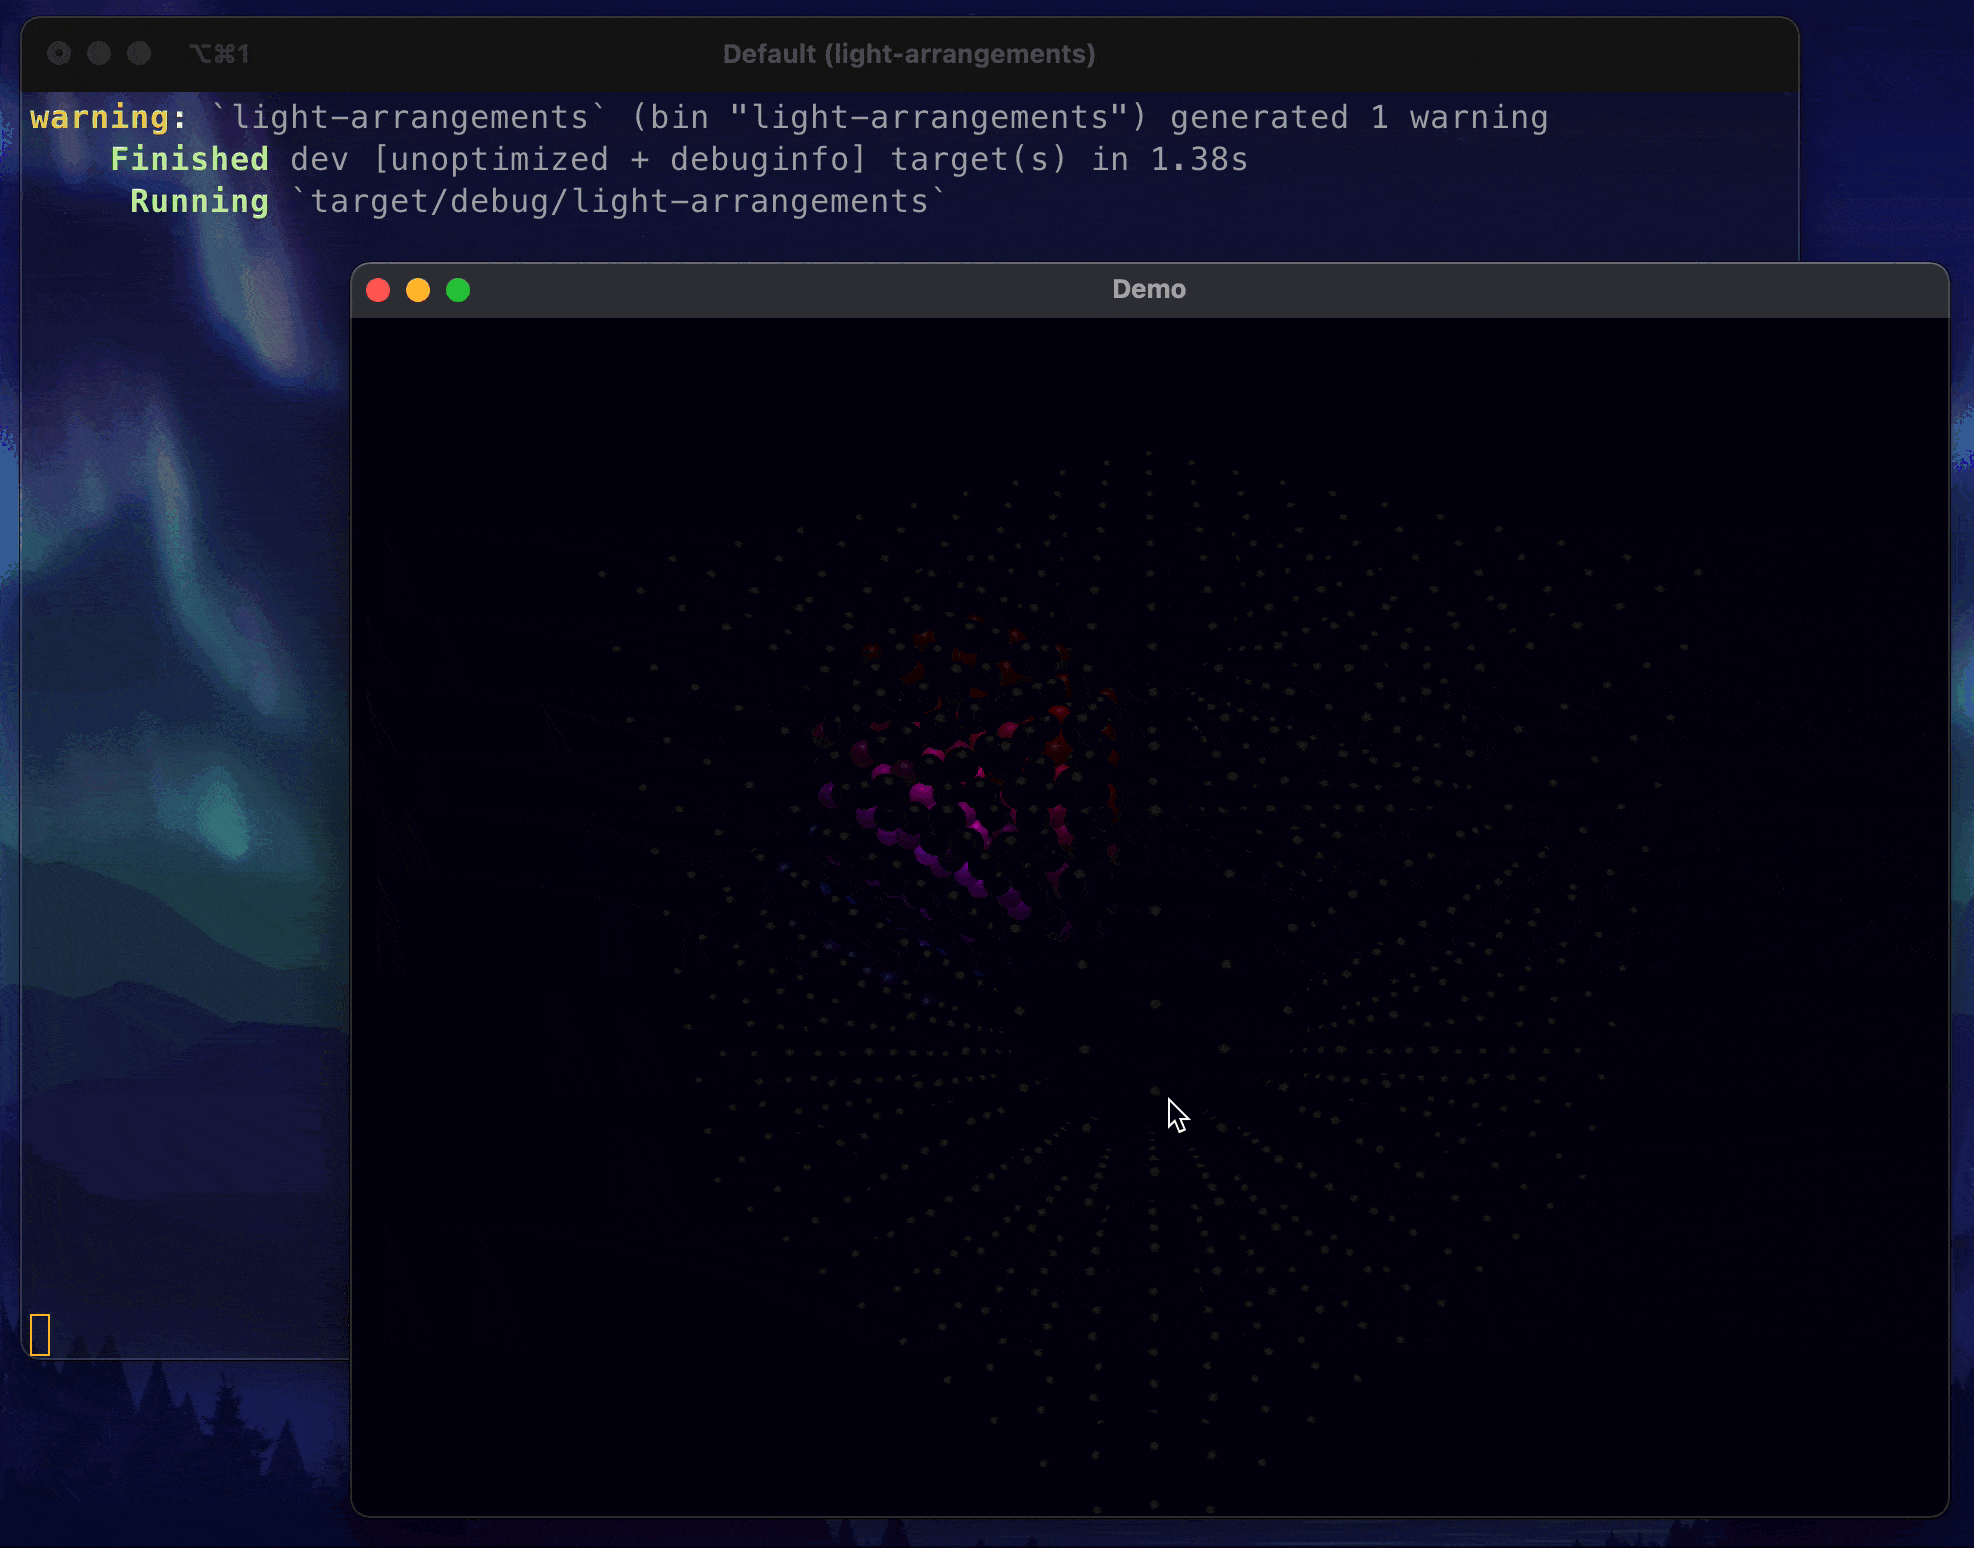 ⌥⌘1
Default (light-arrangements)
warning: `light-arrangements` (bin "light-arrangements") generated 1 warning
Finished dev [unoptimized + debuginfo] target(s) in 1.38s
Running `target/debug/light-arrangements`
Demo